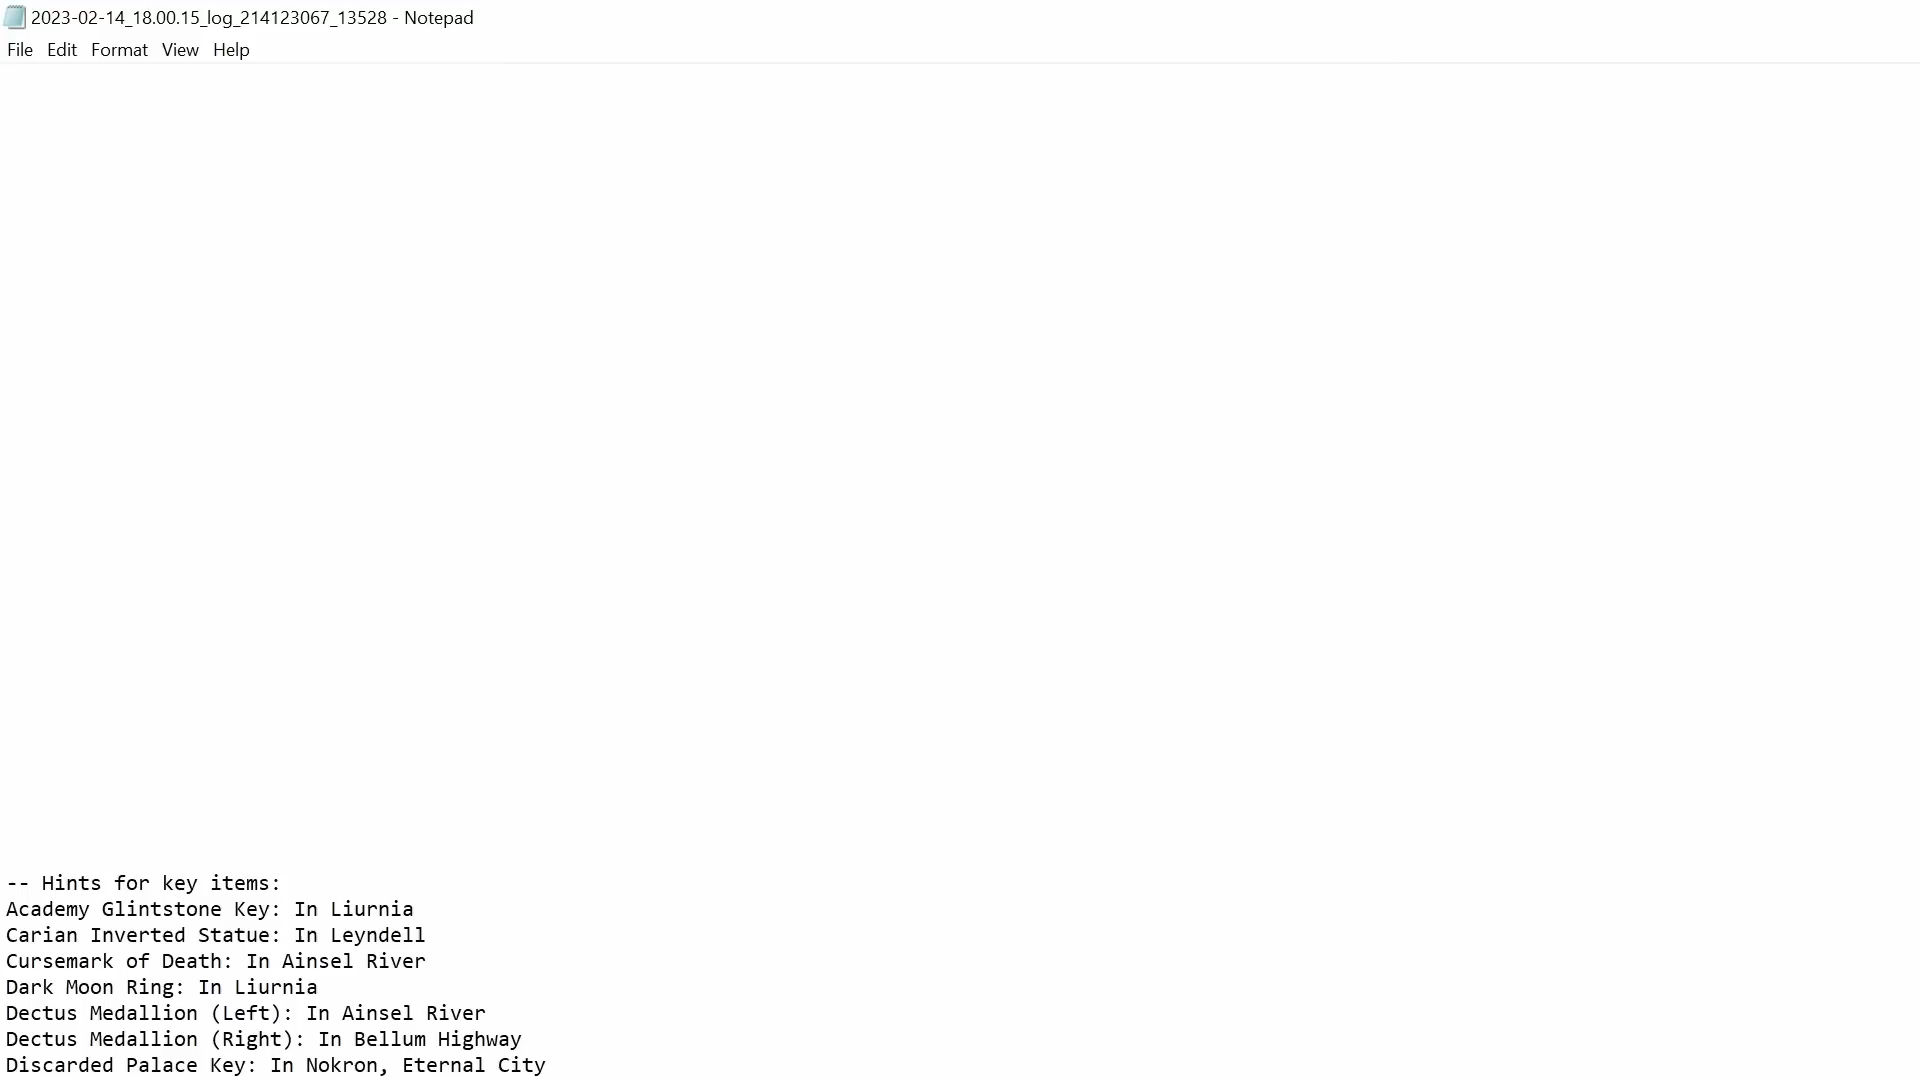 2023-02-14_18.00.15_log_214123067_13528 - Notepad
File Edit Format View Help
-- Hints for key items:
Academy Glintstone Key: In Liurnia
Carian Inverted Statue: In Leyndell
Cursemark of Death: In Ainsel River
Dark Moon Ring: In Liurnia
Dectus Medallion (Left): In Ainsel River
Dectus Medallion (Right): In Bellum Highway
Discarded Palace Key: In Nokron, Eternal City